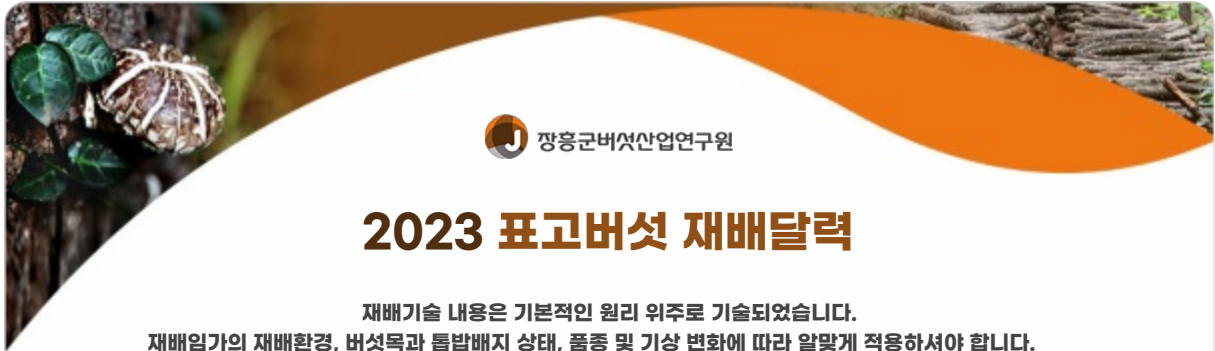 장흥군버섯산업연구원
2023 표고버섯 재배달력
재배기술 내용은 기본적인 원리 위주로 기술되었습니다.
재배임가의 재배환경, 버섯목과 톱밥배지 상태, 품종 및 기상 변화에 따라 알맞게 적용하셔야 합니다.